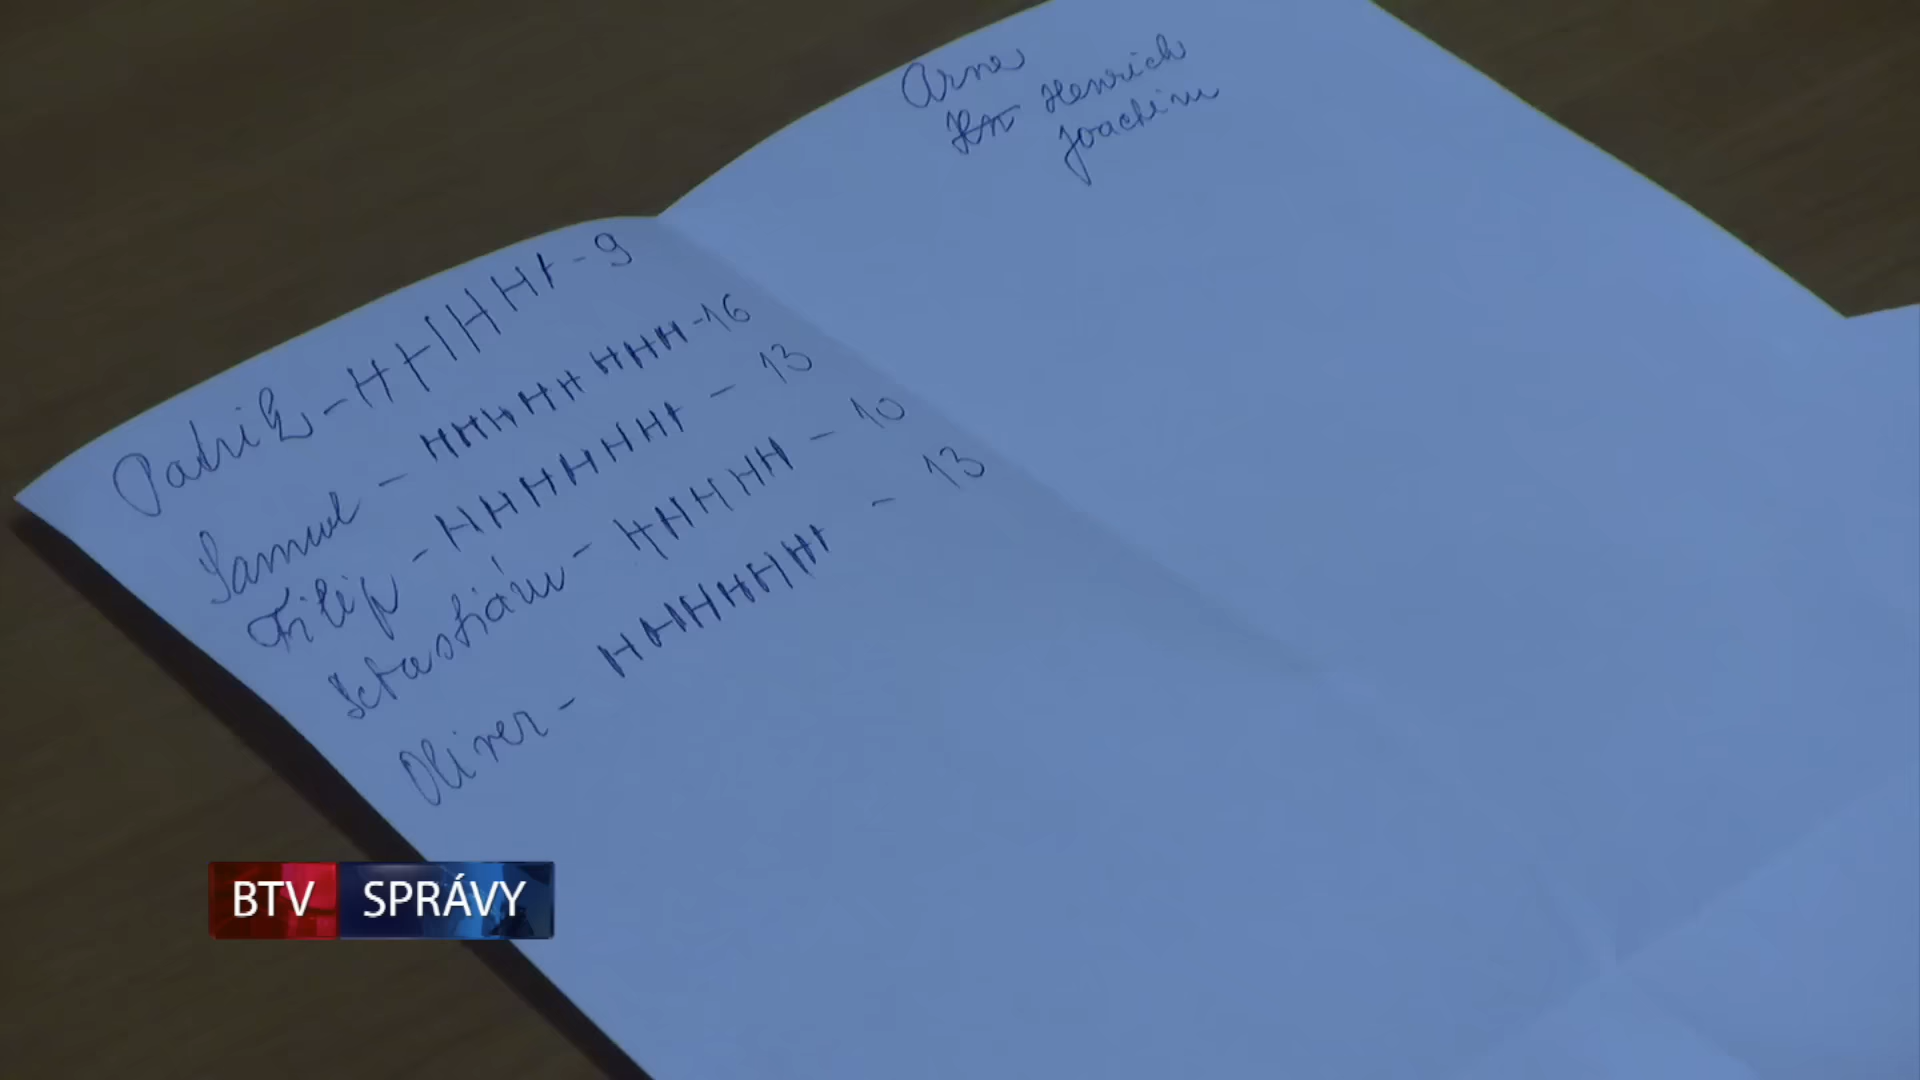 Arne
Henrich
Joachim
Patrik - - 9
Samuel - - 16
Filip - - 13
Sebastián - - 10
Oliver - - 13
BTV SPRÁVY